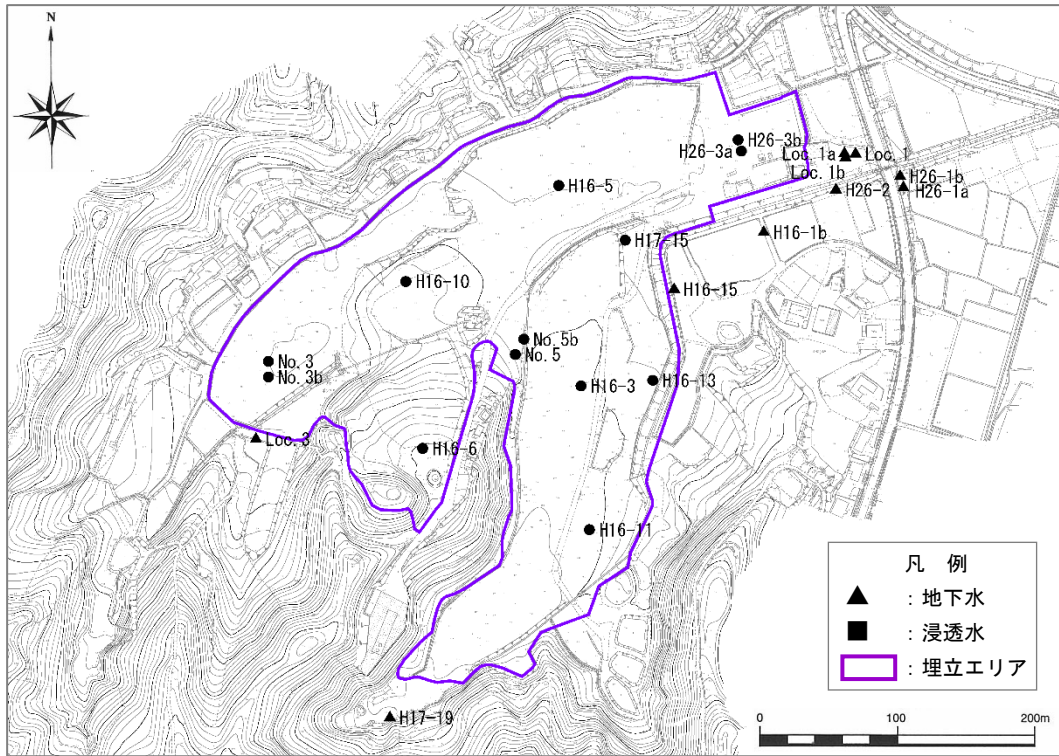 N
H26-3b
H26-3a
Loc. 1a
Loc. 1
Loc. 1b
H26-1b
H26-1a
H26-2
H16-5
H16-1b
H17-15
H16-10
H16-15
No. 5b
No. 5
No. 3
No. 3b
H16-3
H16-13
Loc. 3
H16-6
H16-11
H17-19
凡 例
:地下水
:浸透水
:埋立エリア
0 100 200m